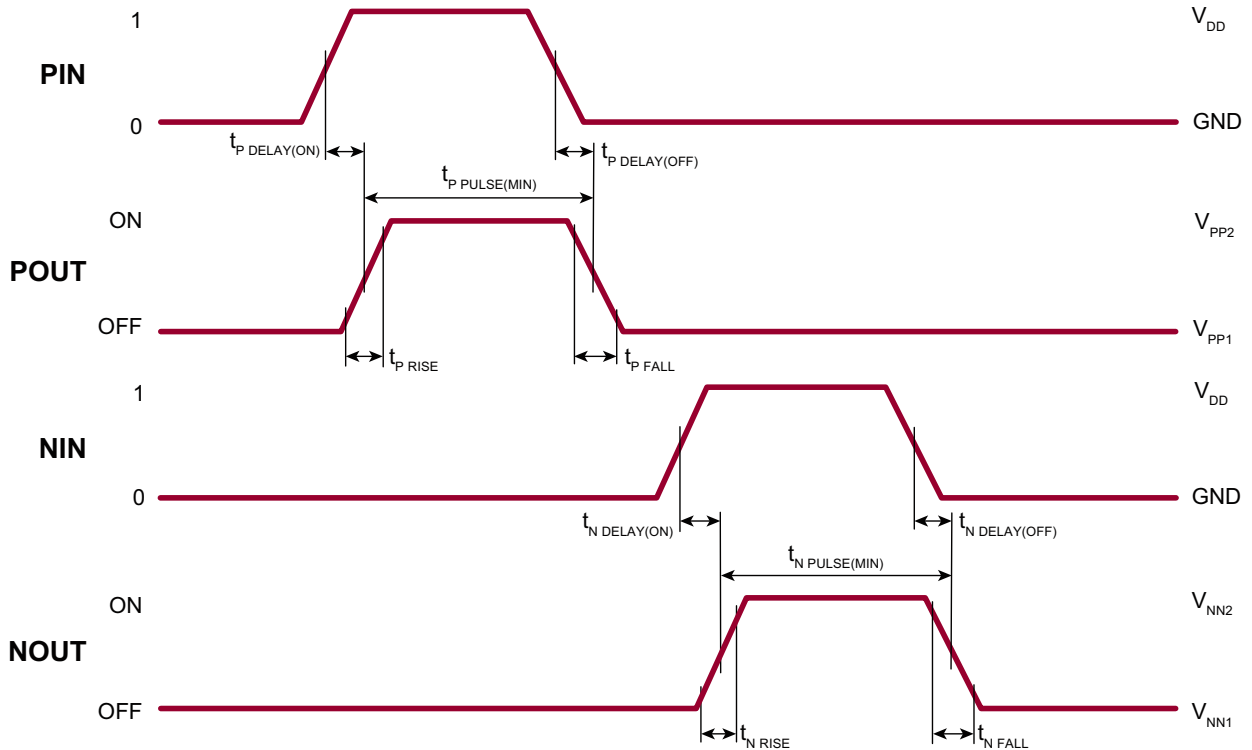 1
V_DD
PIN
0
GND
t_P DELAY(ON)
t_P DELAY(OFF)
t_P PULSE(MIN)
ON
V_PP2
POUT
OFF
V_PP1
t_P RISE
t_P FALL
1
V_DD
NIN
0
GND
t_N DELAY(ON)
t_N DELAY(OFF)
t_N PULSE(MIN)
ON
V_NN2
NOUT
OFF
V_NN1
t_N RISE
t_N FALL